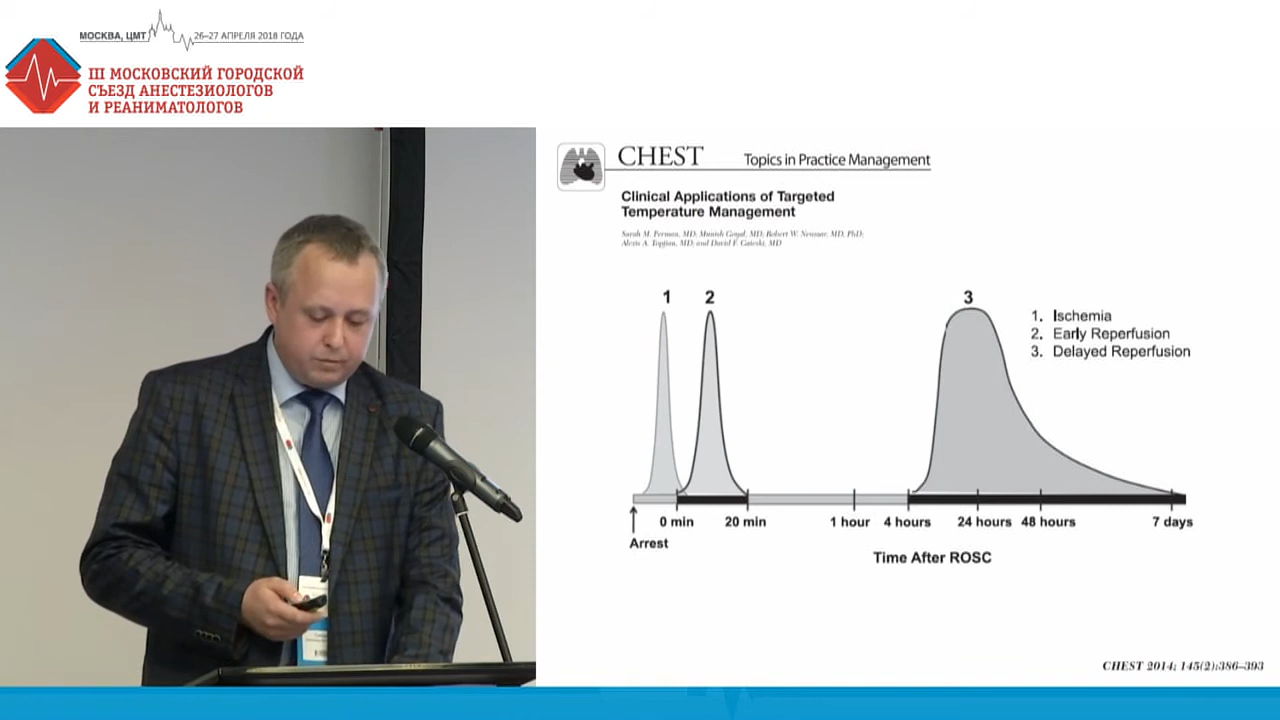 МОСКВА, ЦМТ 26–27 АПРЕЛЯ 2018 ГОДА
III МОСКОВСКИЙ ГОРОДСКОЙ
СЪЕЗД АНЕСТЕЗИОЛОГОВ
И РЕАНИМАТОЛОГОВ
CHEST Topics in Practice Management
Clinical Applications of Targeted
Temperature Management
Sarah M. Perman, MD; Munish Goyal, MD; Robert W. Neumar, MD, PhD;
Alexis A. Topjian, MD; and David F. Gaieski, MD
1 2 3
1. Ischemia
2. Early Reperfusion
3. Delayed Reperfusion
0 min 20 min 1 hour 4 hours 24 hours 48 hours 7 days
Arrest
Time After ROSC
CHEST 2014; 145(2):386–393